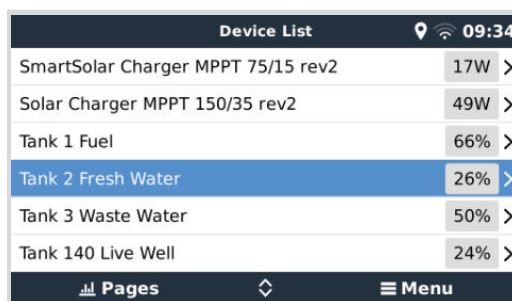 Device List 09:34
SmartSolar Charger MPPT 75/15 rev2 17W
Solar Charger MPPT 150/35 rev2 49W
Tank 1 Fuel 66%
Tank 2 Fresh Water 26%
Tank 3 Waste Water 50%
Tank 140 Live Well 24%
Pages Menu